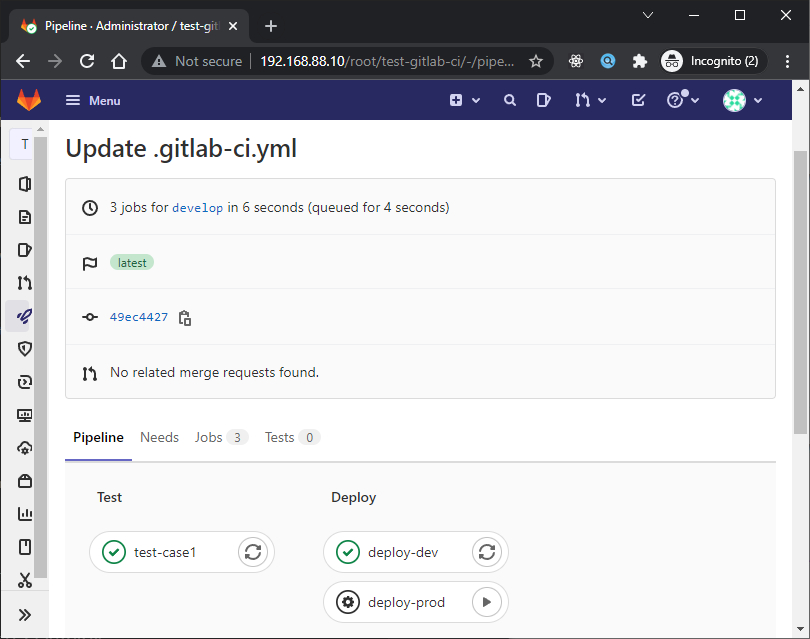 Pipeline · Administrator / test-gitl
Not secure
192.168.88.10/root/test-gitlab-ci/-/pipe...
Incognito (2)
Menu
T
Update .gitlab-ci.yml
3 jobs for develop in 6 seconds (queued for 4 seconds)
latest
49ec4427
No related merge requests found.
Pipeline Needs Jobs 3 Tests 0
Test Deploy
test-case1 deploy-dev
deploy-prod